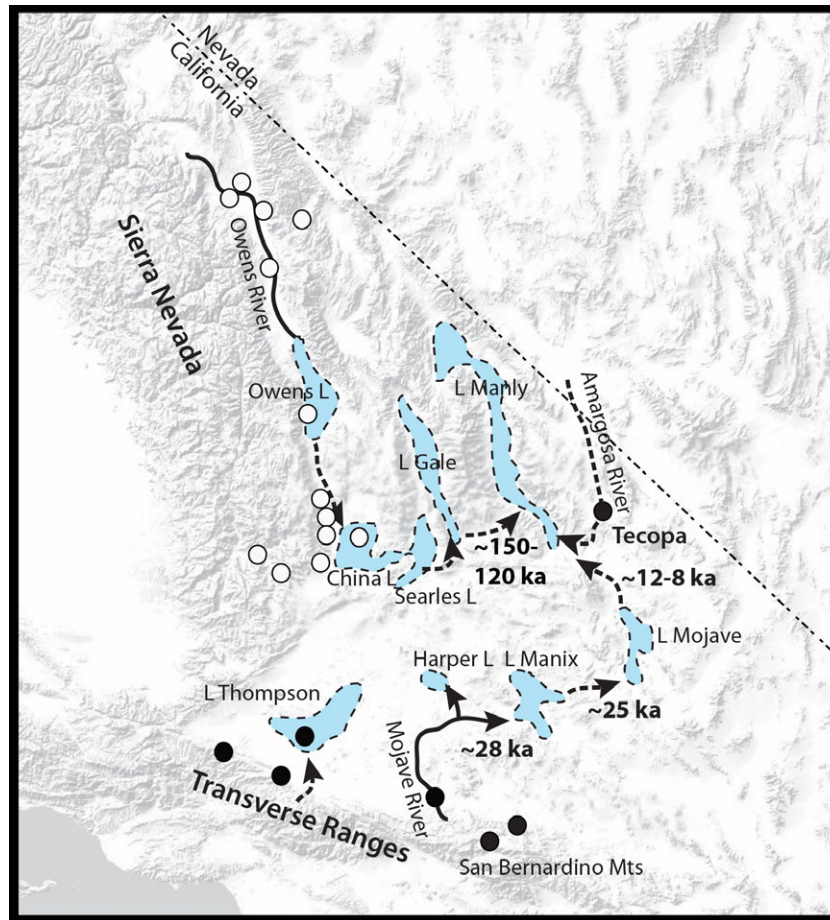 Nevada
California
Sierra Nevada
Owens River
Owens L
L Manly
L Gale
Amargosa River
Tecopa
~150-
120 ka
~12-8 ka
China L
Searles L
L Mojave
Harper L
L Manix
L Thompson
~25 ka
~28 ka
Mojave River
Transverse Ranges
San Bernardino Mts